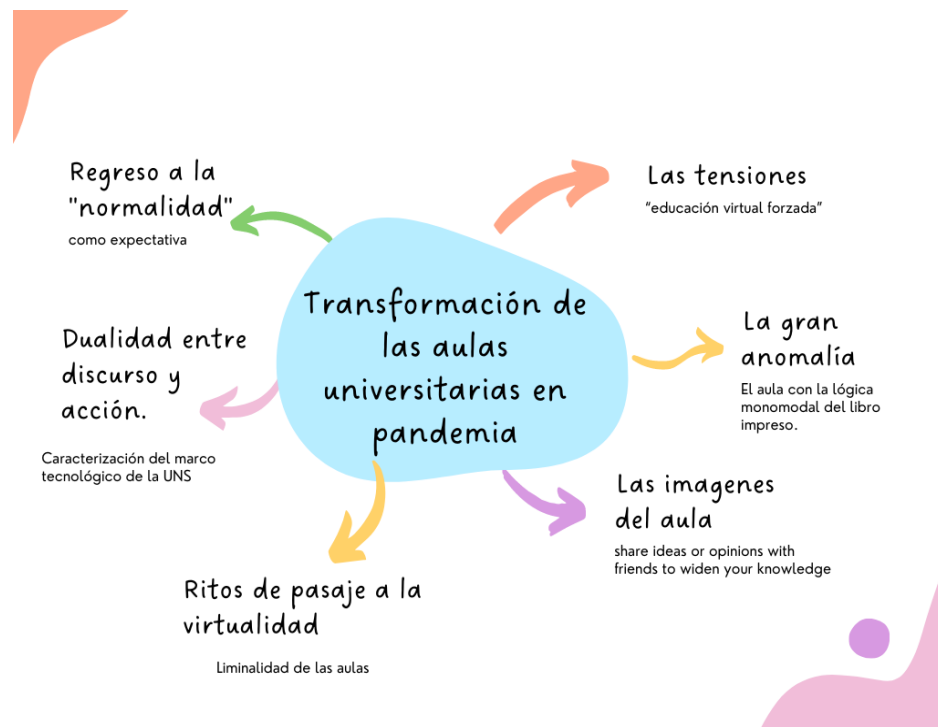 Regreso a la
"normalidad"
como expectativa
Las tensiones
“educación virtual forzada”
Transformación de
las aulas
universitarias en
pandemia
Dualidad entre
discurso y
acción.
Caracterización del marco
tecnológico de la UNS
La gran
anomalía
El aula con la lógica
monomodal del libro
impreso.
Las imagenes
del aula
share ideas or opinions with
friends to widen your knowledge
Ritos de pasaje a la
virtualidad
Liminalidad de las aulas